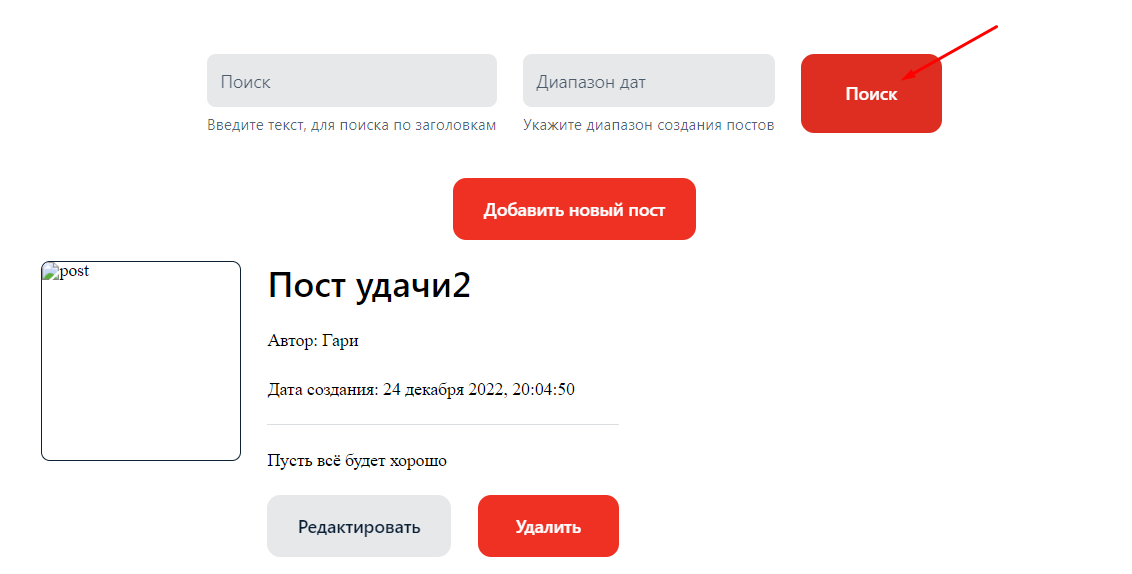 Поиск
Диапазон дат
Поиск
Введите текст, для поиска по заголовкам
Укажите диапазон создания постов
Добавить новый пост
post
Пост удачи2
Автор: Гари
Дата создания: 24 декабря 2022, 20:04:50
Пусть всё будет хорошо
Редактировать
Удалить